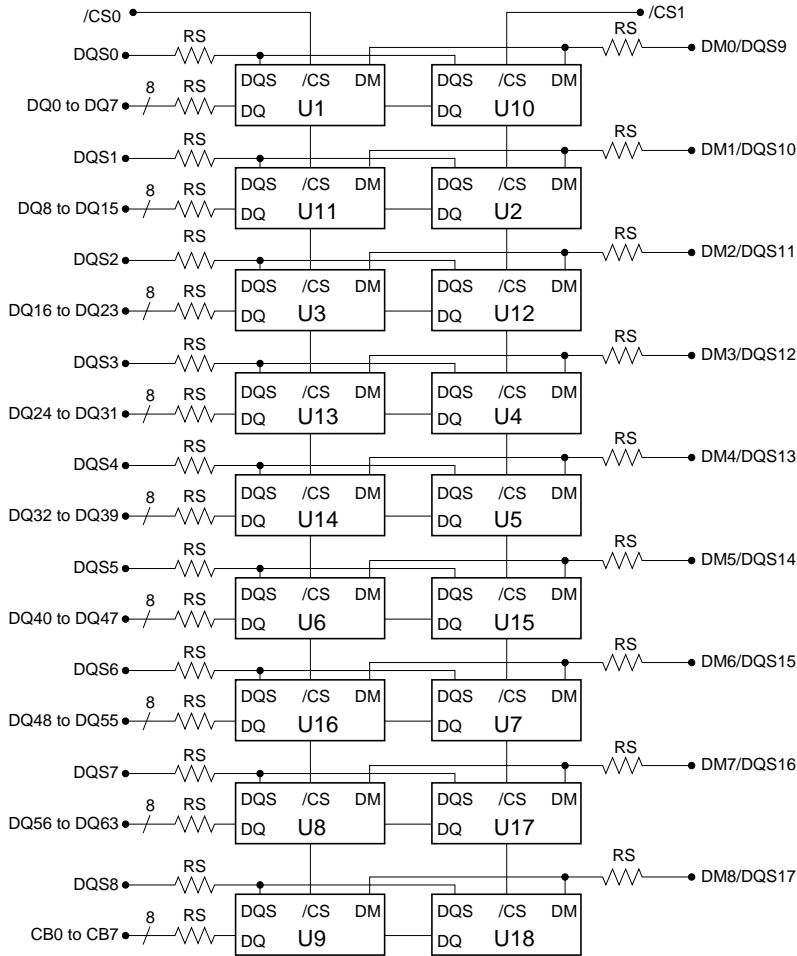 /CS0 /CS1
RS RS
DQS0 DM0/DQS9
8 RS DQS /CS DM DQS /CS DM
DQ0 to DQ7 DQ U1 DQ U10
RS RS
DQS1 DM1/DQS10
8 RS DQS /CS DM DQS /CS DM
DQ8 to DQ15 DQ U11 DQ U2
RS RS
DQS2 DM2/DQS11
8 RS DQS /CS DM DQS /CS DM
DQ16 to DQ23 DQ U3 DQ U12
RS RS
DQS3 DM3/DQS12
8 RS DQS /CS DM DQS /CS DM
DQ24 to DQ31 DQ U13 DQ U4
RS RS
DQS4 DM4/DQS13
8 RS DQS /CS DM DQS /CS DM
DQ32 to DQ39 DQ U14 DQ U5
RS RS
DQS5 DM5/DQS14
8 RS DQS /CS DM DQS /CS DM
DQ40 to DQ47 DQ U6 DQ U15
RS RS
DQS6 DM6/DQS15
8 RS DQS /CS DM DQS /CS DM
DQ48 to DQ55 DQ U16 DQ U7
RS RS
DQS7 DM7/DQS16
8 RS DQS /CS DM DQS /CS DM
DQ56 to DQ63 DQ U8 DQ U17
RS RS
DQS8 DM8/DQS17
8 RS DQS /CS DM DQS /CS DM
CB0 to CB7 DQ U9 DQ U18